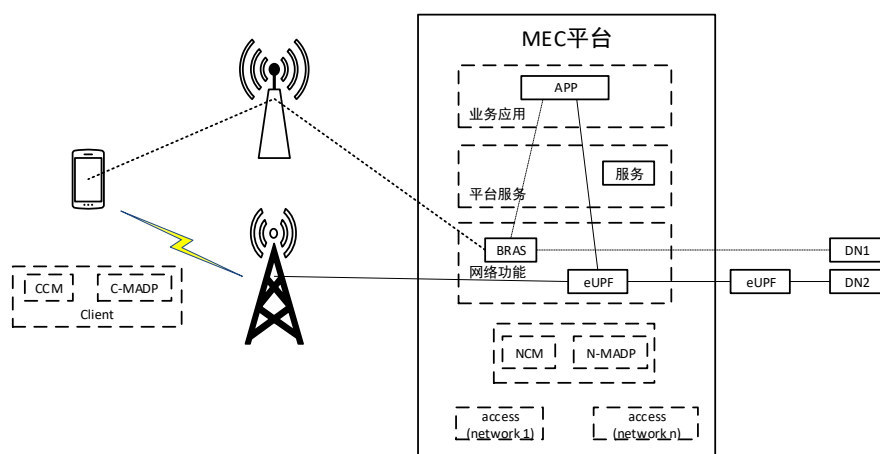 MEC平台
APP
业务应用
服务
平台服务
BRAS
DN1
网络功能
eUPF
eUPF
DN2
CCM
C-MADP
Client
NCM
N-MADP
access
(network 1)
access
(network n)